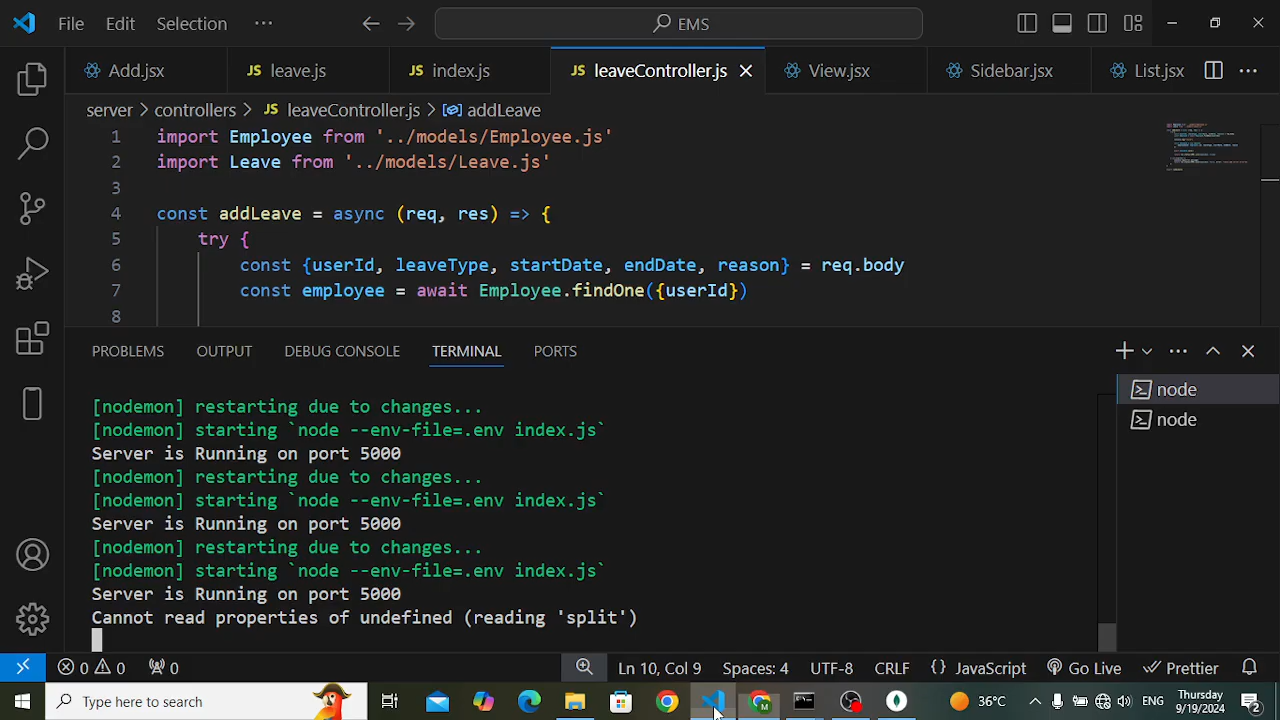 File Edit Selection ··· EMS
Add.jsx JS leave.js JS index.js JS leaveController.js View.jsx Sidebar.jsx List.jsx ···
server > controllers > JS leaveController.js > addLeave
1 import Employee from '../models/Employee.js'
2 import Leave from '../models/Leave.js'
3
4 const addLeave = async (req, res) => {
5 try {
6 const {userId, leaveType, startDate, endDate, reason} = req.body
7 const employee = await Employee.findOne({userId})
8
PROBLEMS OUTPUT DEBUG CONSOLE TERMINAL PORTS
node
node
[nodemon] restarting due to changes...
[nodemon] starting `node --env-file=.env index.js`
Server is Running on port 5000
[nodemon] restarting due to changes...
[nodemon] starting `node --env-file=.env index.js`
Server is Running on port 5000
[nodemon] restarting due to changes...
[nodemon] starting `node --env-file=.env index.js`
Server is Running on port 5000
Cannot read properties of undefined (reading 'split')
0 0 0 Ln 10, Col 9 Spaces: 4 UTF-8 CRLF {} JavaScript Go Live Prettier
Type here to search 36°C Thursday
9/19/2024 2